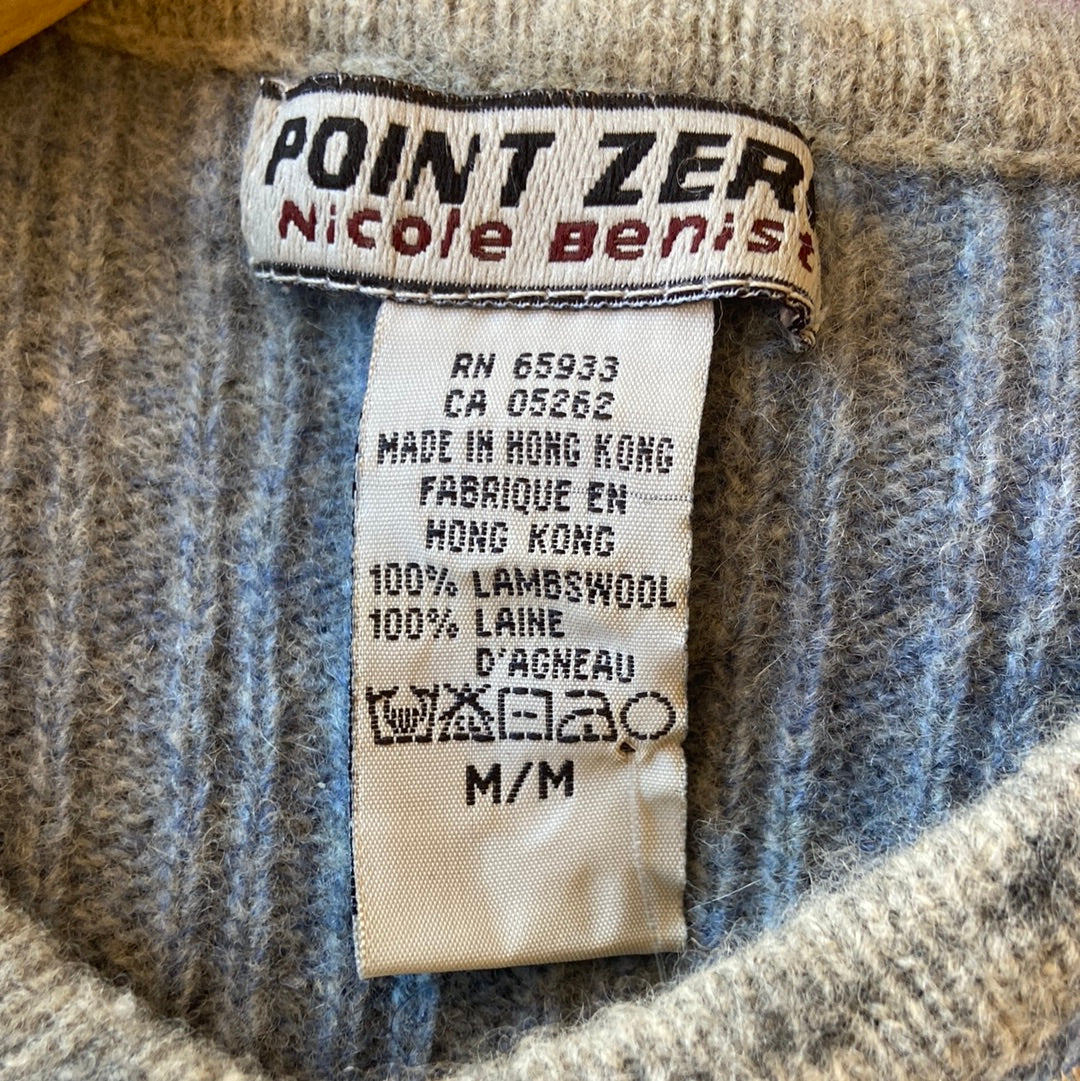 POINT ZER
Nicole Benist
RN 65933
CA 05262
MADE IN HONG KONG
FABRIQUE EN
HONG KONG
100% LAMBSWOOL
100% LAINE
D'AGNEAU
M/M